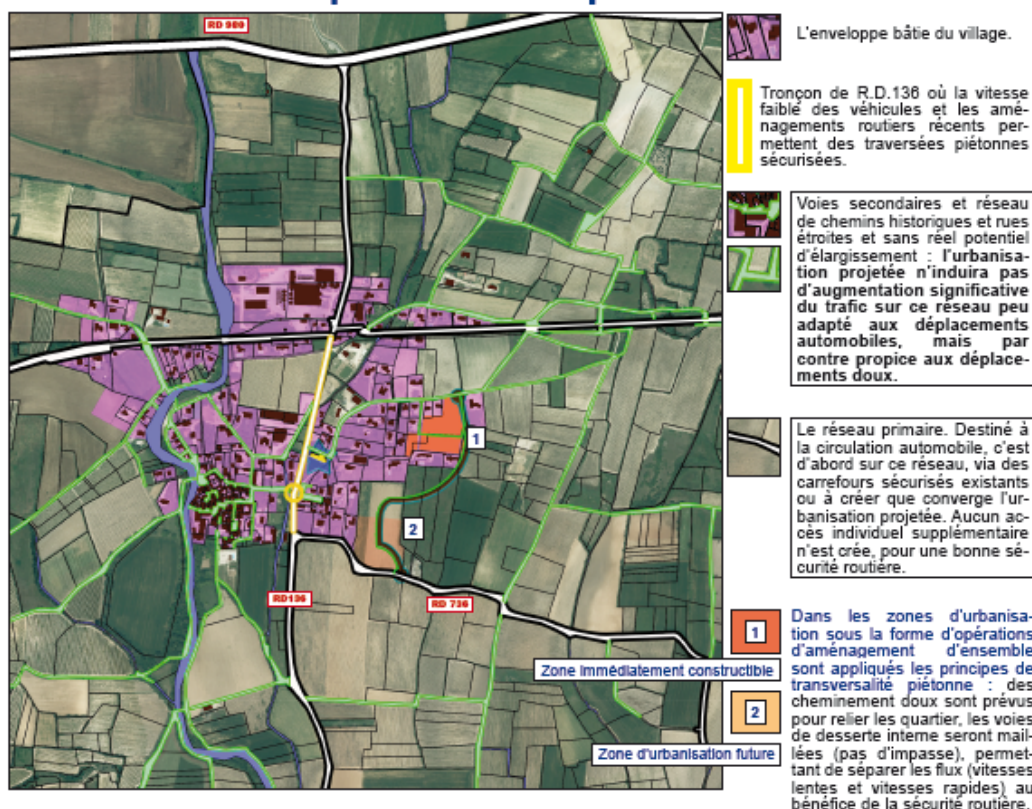 RD 980
L'enveloppe bâtie du village.
Tronçon de R.D.136 où la vitesse
faible des véhicules et les amé-
nagements routiers récents per-
mettent des traversées piétonnes
sécurisées.
Voies secondaires et réseau
de chemins historiques et rues
étroites et sans réel potentiel
d'élargissement : l'urbanisa-
tion projetée n'induira pas
d'augmentation significative
du trafic sur ce réseau peu
adapté aux déplacements
automobiles, mais par
contre propice aux déplace-
ments doux.
Le réseau primaire. Destiné à
la circulation automobile, c'est
d'abord sur ce réseau, via des
carrefours sécurisés existants
ou à créer que converge l'ur-
banisation projetée. Aucun ac-
cès individuel supplémentaire
n'est crée, pour une bonne sé-
curité routière.
1
2
RD136
RD 736
1
Zone immédiatement constructible
2
Zone d'urbanisation future
Dans les zones d'urbanisa-
tion sous la forme d'opérations
d'aménagement d'ensemble
sont appliqués les principes de
transversalité piétonne : des
cheminement doux sont prévus
pour relier les quartier, les voies
de desserte interne seront mail-
lées (pas d'impasse), permet-
tant de séparer les flux (vitesses
lentes et vitesses rapides) au
bénéfice de la sécurité routière.